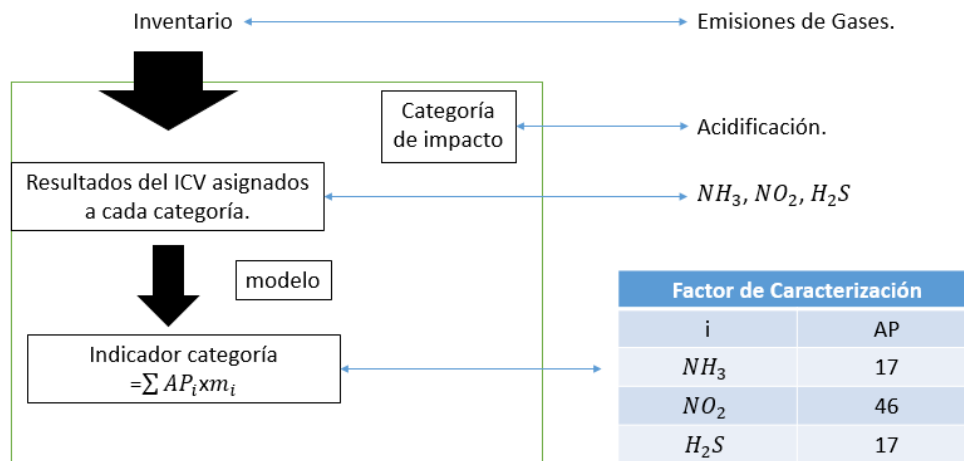 Inventario
Emisiones de Gases.
Categoría
de impacto
Acidificación.
Resultados del ICV asignados
a cada categoría.
NH₃, NO₂, H₂S
modelo
Indicador categoría
=∑ APᵢxmᵢ
Factor de Caracterización
i AP
NH₃ 17
NO₂ 46
H₂S 17